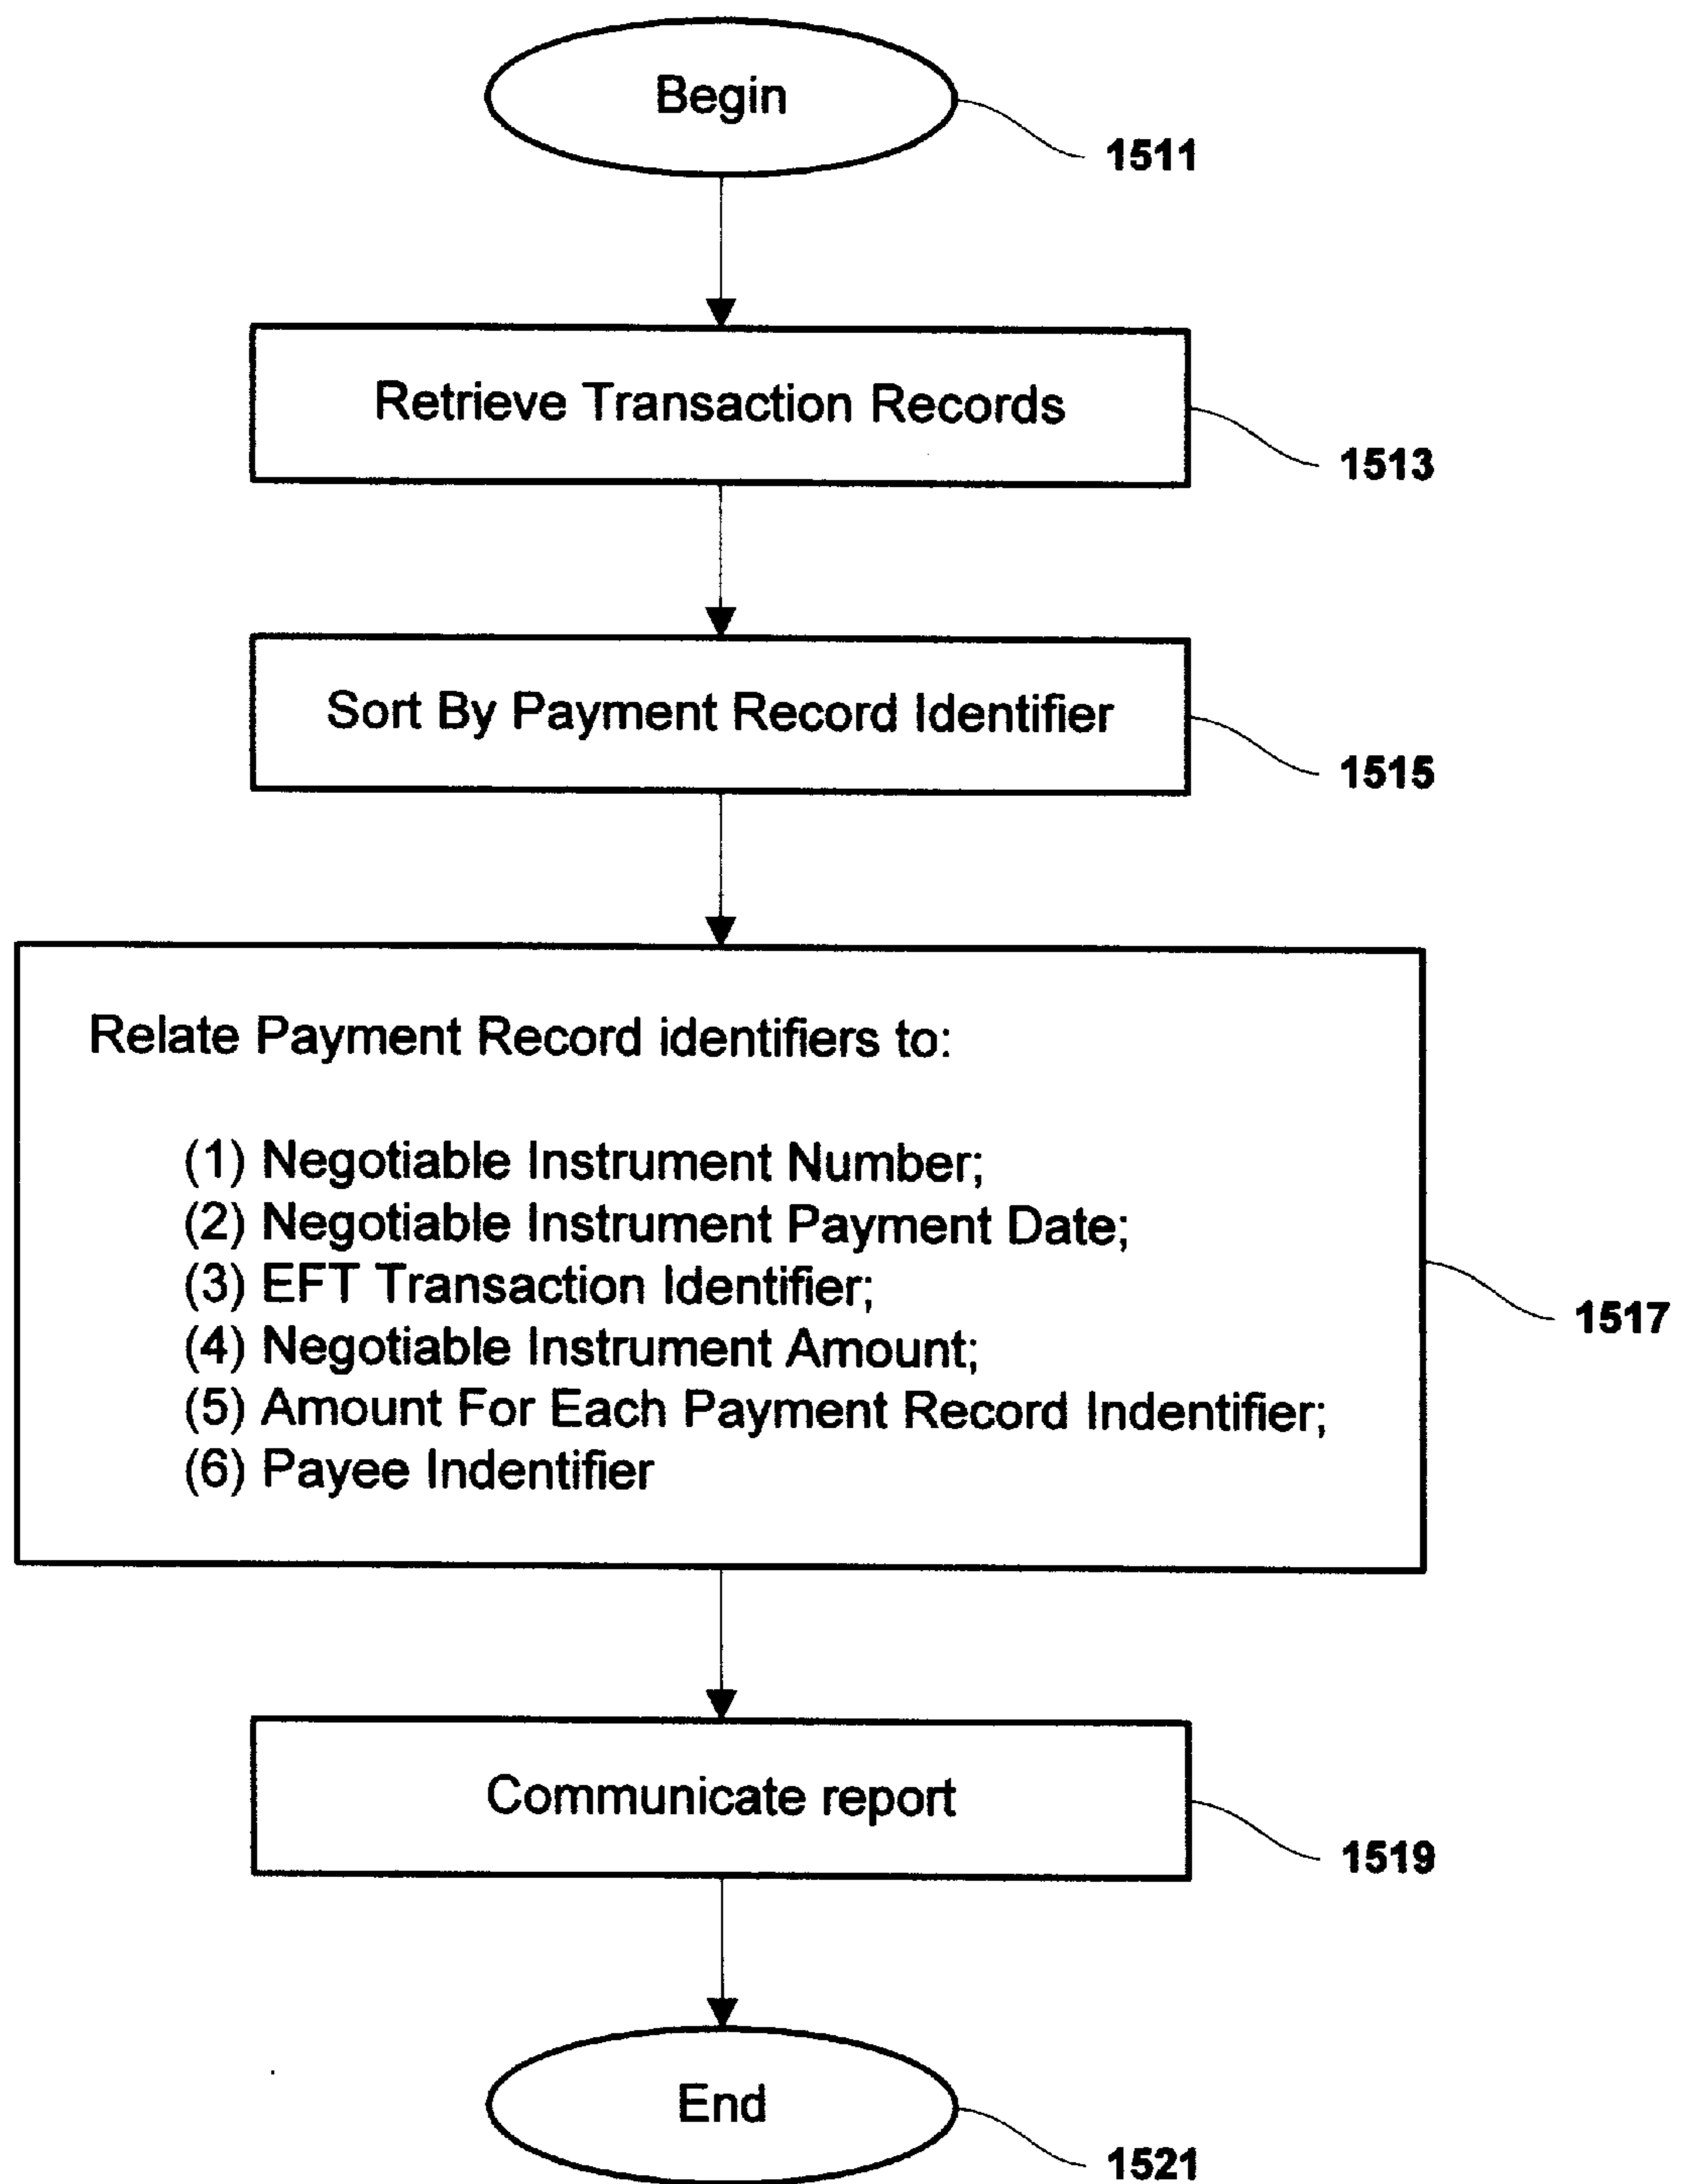 Begin
1511
Retrieve Transaction Records
1513
Sort By Payment Record Identifier
1515
Relate Payment Record identifiers to:
(1) Negotiable Instrument Number;
(2) Negotiable Instrument Payment Date;
(3) EFT Transaction Identifier;
(4) Negotiable Instrument Amount;
(5) Amount For Each Payment Record Indentifier;
(6) Payee Indentifier
1517
Communicate report
1519
End
1521